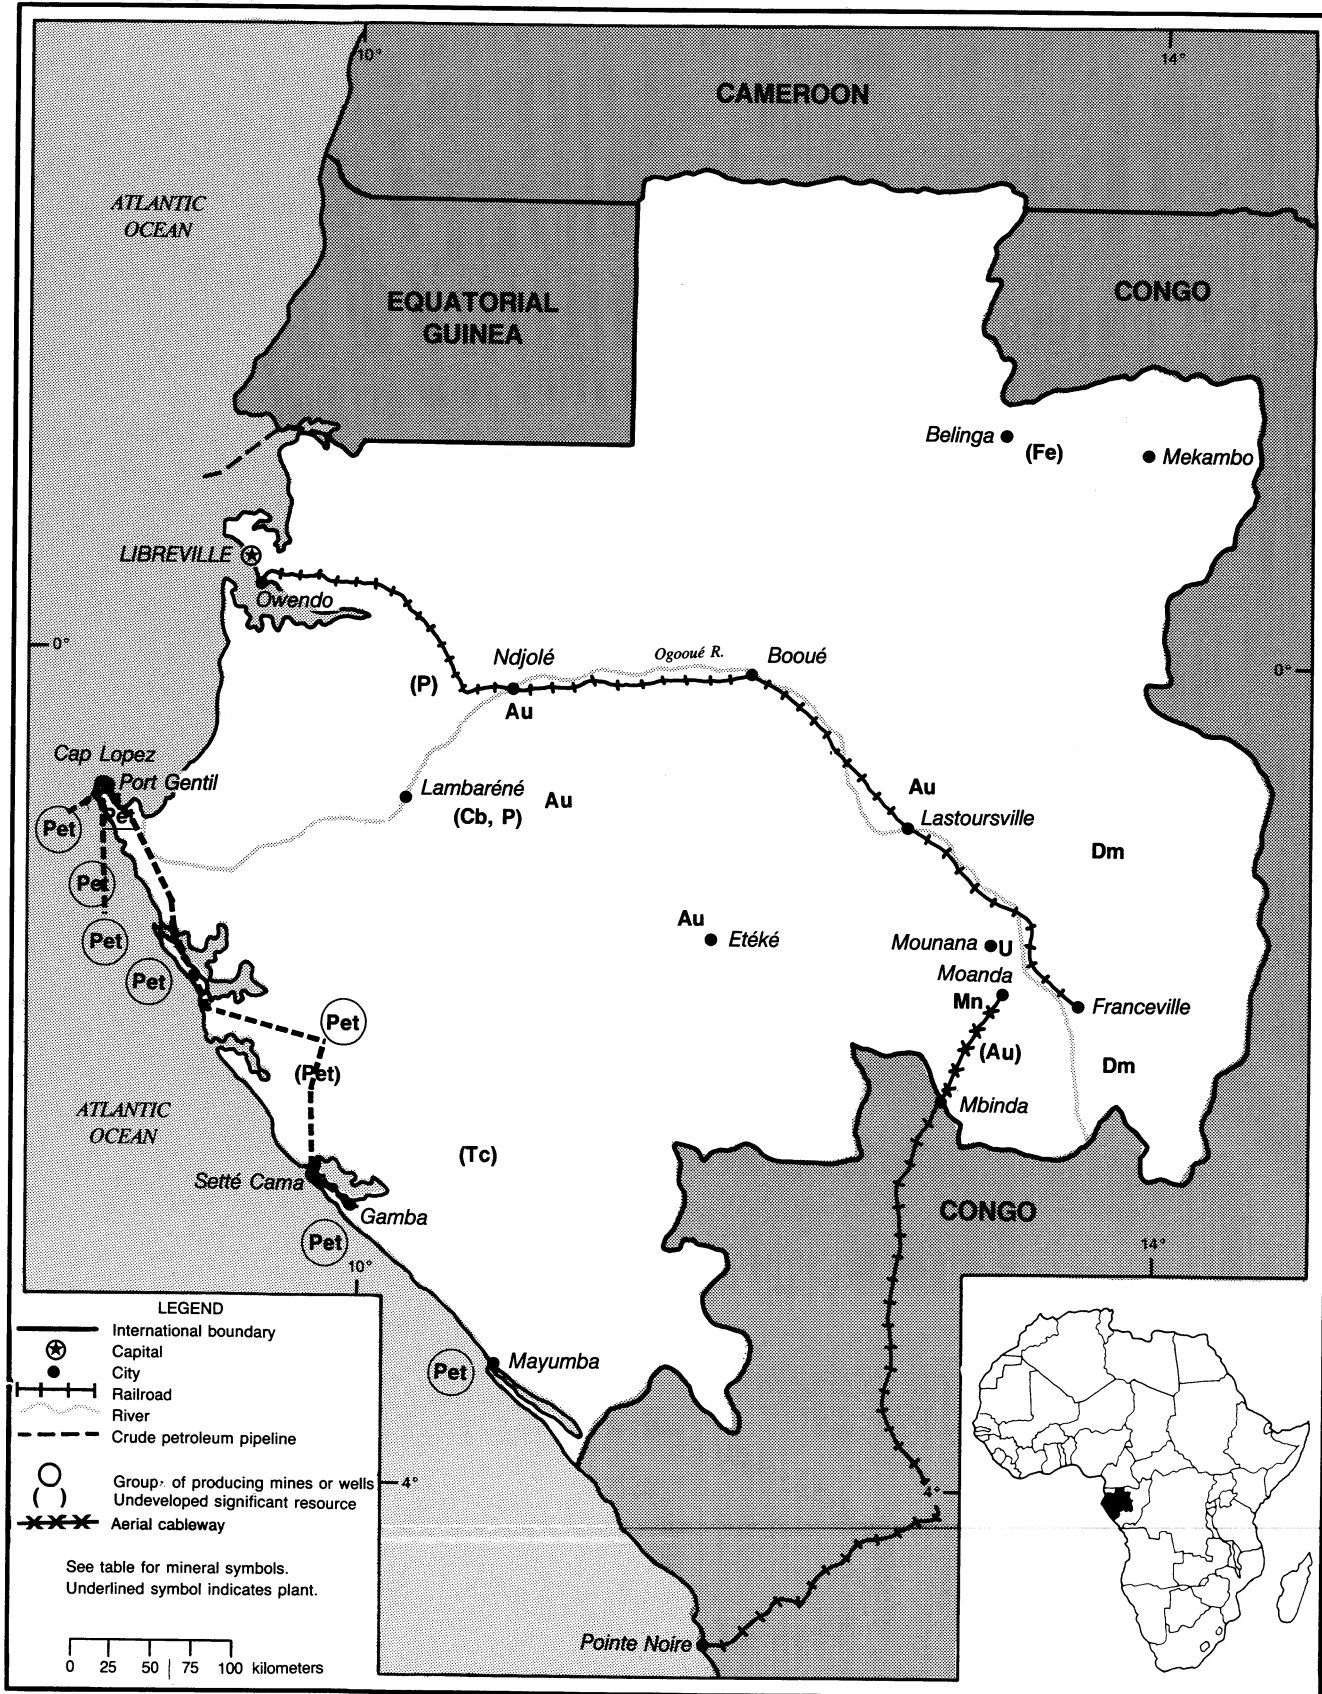 10°
14°
CAMEROON
ATLANTIC
OCEAN
EQUATORIAL
GUINEA
CONGO
Belinga
(Fe)
Mekambo
LIBREVILLE
Owendo
0°
0°
Ndjolé
Ogooué R.
Booué
(P)
Au
Cap Lopez
Port Gentil
Lambaréné
(Cb, P)
Au
Au
Lastoursville
Pet
Pet
Dm
Pet
Au
Etéké
Pet
Mounana
U
Moanda
Pet
Mn
Franceville
Pet
(Au)
(Pet)
Dm
ATLANTIC
OCEAN
Mbinda
(Tc)
Setté Cama
Gamba
CONGO
Pet
10°
14°
LEGEND
International boundary
Capital
City
Railroad
River
Crude petroleum pipeline
Group of producing mines or wells
Undeveloped significant resource
Aerial cableway
See table for mineral symbols.
Underlined symbol indicates plant.
0 25 50 75 100 kilometers
Pet
Mayumba
4°
4°
Pointe Noire